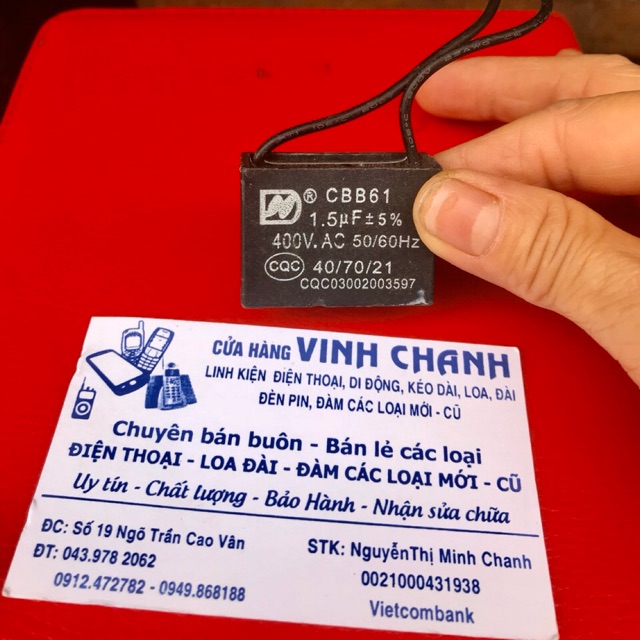 ® CBB61
1.5µF±5%
400V.AC 50/60Hz
CQC 40/70/21
CQC03002003597
CỬA HÀNG VINH CHANH
LINH KIỆN ĐIỆN THOẠI, DI ĐỘNG, KÉO DÀI, LOA, ĐÀI
ĐÈN PIN, ĐÀM CÁC LOẠI MỚI - CŨ
Chuyên bán buôn - Bán lẻ các loại
ĐIỆN THOẠI - LOA ĐÀI - ĐÀM CÁC LOẠI MỚI - CŨ
Uy tín - Chất lượng - Bảo Hành - Nhận sửa chữa
ĐC: Số 19 Ngõ Trần Cao Vân
ĐT: 043.978 2062
0912.472782 - 0949.868188
STK: NguyễnThị Minh Chanh
0021000431938
Vietcombank